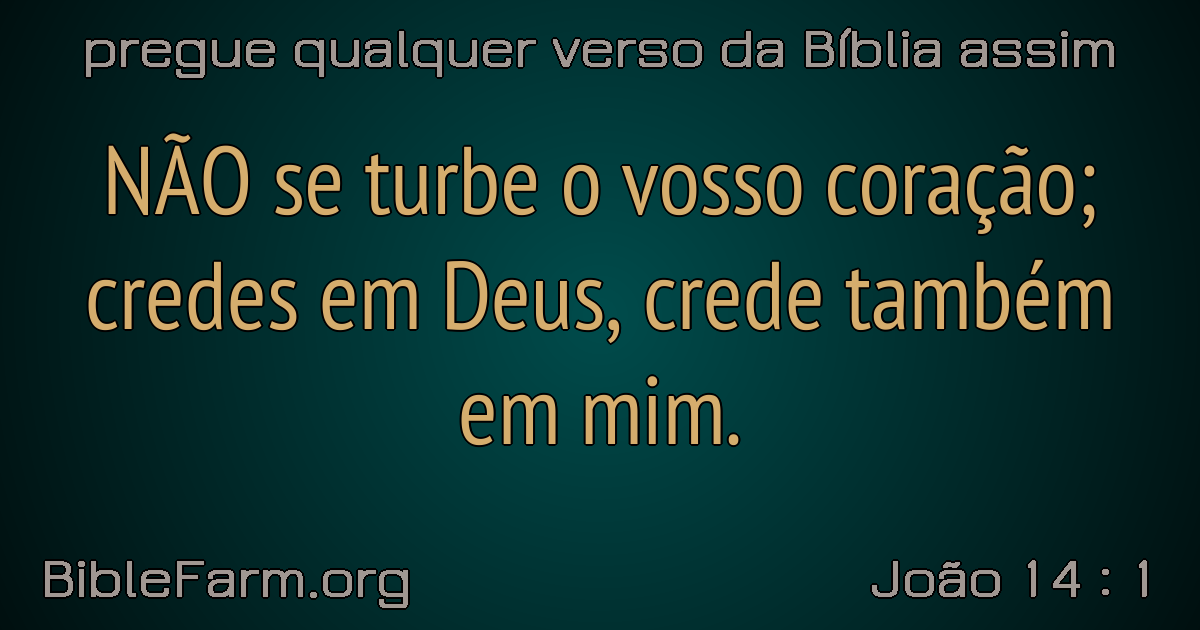 pregue qualquer verso da Bíblia assim
NÃO se turbe o vosso coração;
credes em Deus, crede também
em mim.
BibleFarm.org
João 14 : 1